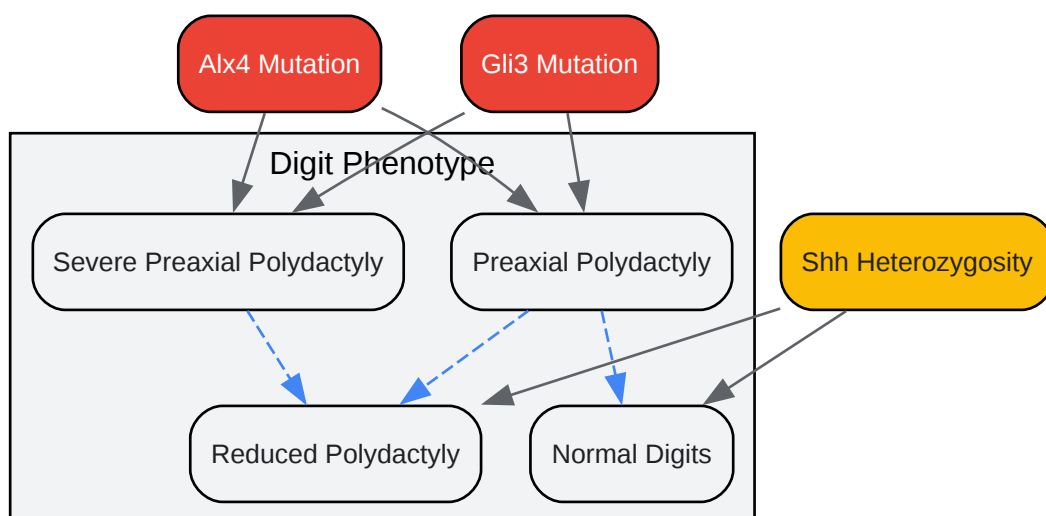 Alx4 Mutation
Gli3 Mutation
Digit Phenotype
Severe Preaxial Polydactyly
Preaxial Polydactyly
Shh Heterozygosity
Reduced Polydactyly
Normal Digits